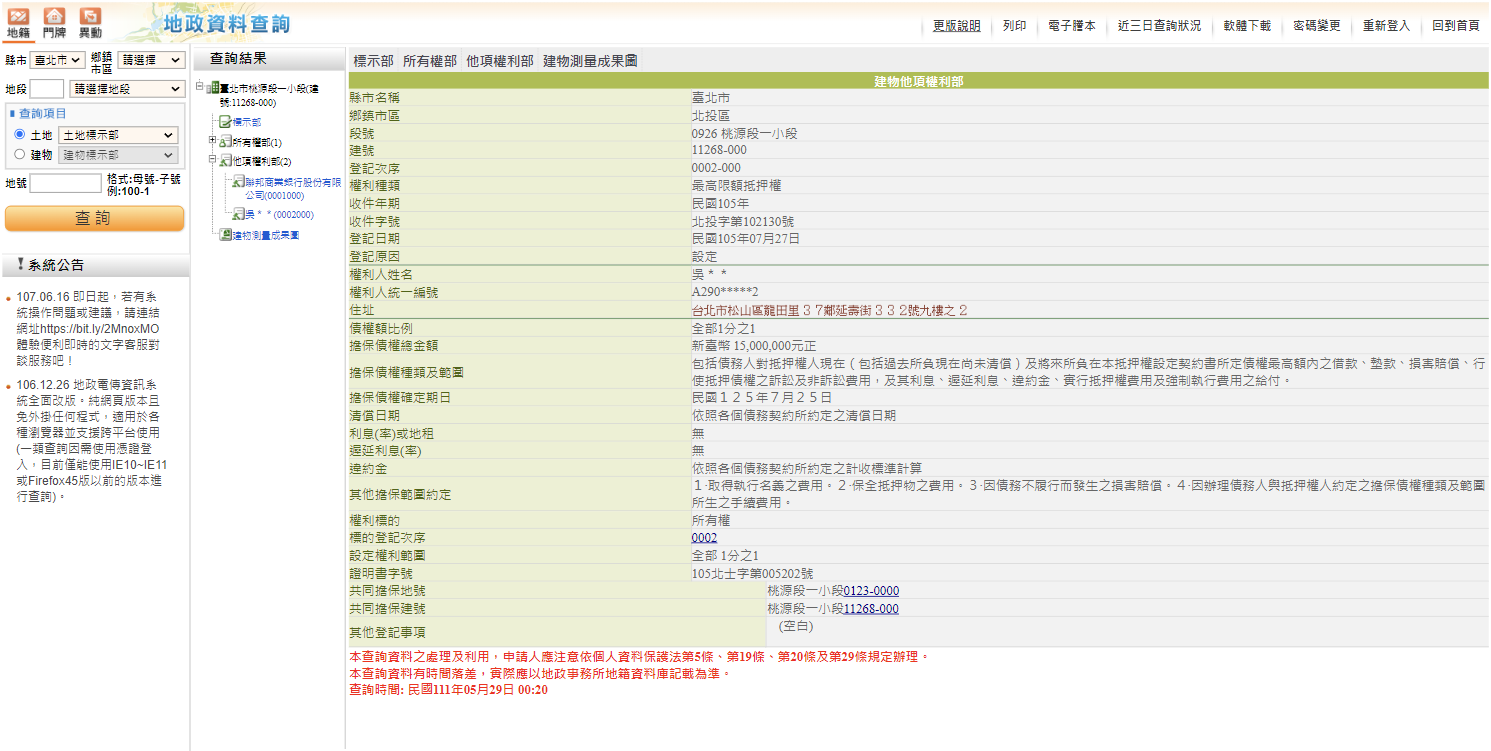 地籍 門牌 異動 地政資料查詢 更版說明 列印 電子謄本 近三日查詢狀況 軟體下載 密碼變更 重新登入 回到首頁
縣市 臺北市 鄉鎮市區 請選擇
地段 請選擇地段
查詢項目
土地 土地標示部
建物 建物標示部
地號 格式:母號-子號
例:100-1
查詢
系統公告
107.06.16 即日起，若有系
統操作問題或建議，請連結
網址https://bit.ly/2MnoxMO
體驗便利即時的文字客服對
談服務吧！
106.12.26 地政電傳資訊系
統全面改版。純網頁版本且
免外掛任何程式，適用於各
種瀏覽器並支援跨平台使用
(一類查詢因需使用憑證登
入，目前僅能使用IE10~IE11
或Firefox45版以前的版本進
行查詢)。
查詢結果
臺北市桃源段一小段(建
號:11268-000)
標示部
所有權部(1)
他項權利部(2)
聯邦商業銀行股份有限
公司(0001000)
吳＊＊(0002000)
建物測量成果圖
標示部 所有權部 他項權利部 建物測量成果圖
建物他項權利部
縣市名稱 臺北市
鄉鎮市區 北投區
段號 0926 桃源段一小段
建號 11268-000
登記次序 0002-000
權利種類 最高限額抵押權
收件年期 民國105年
收件字號 北投字第102130號
登記日期 民國105年07月27日
登記原因 設定
權利人姓名 吳＊＊
權利人統一編號 A290*****2
住址 台北市松山區龍田里３７鄰延壽街３３２號九樓之２
債權額比例 全部1分之1
擔保債權總金額 新臺幣 15,000,000元正
擔保債權種類及範圍 包括債務人對抵押權人現在（包括過去所負現在尚未清償）及將來所負在本抵押權設定契約書所定債權最高額內之借款、墊款、損害賠償、行
使抵押債權之訴訟及非訴訟費用，及其利息、遲延利息、違約金、實行抵押權費用及強制執行費用之給付。
擔保債權確定期日 民國１２５年７月２５日
清償日期 依照各個債務契約所約定之清償日期
利息(率)或地租 無
遲延利息(率) 無
違約金 依照各個債務契約所約定之計收標準計算
其他擔保範圍約定 １‧取得執行名義之費用。２‧保全抵押物之費用。３‧因債務不履行而發生之損害賠償。４‧因辦理債務人與抵押權人約定之擔保債權種類及範圍
所生之手續費用。
權利標的 所有權
標的登記次序 0002
設定權利範圍 全部 1分之1
證明書字號 105北士字第005202號
共同擔保地號 桃源段一小段0123-0000
共同擔保建號 桃源段一小段11268-000
其他登記事項 (空白)
本查詢資料之處理及利用，申請人應注意依個人資料保護法第5條、第19條、第20條及第29條規定辦理。
本查詢資料有時間落差，實際應以地政事務所地籍資料庫記載為準。
查詢時間: 民國111年05月29日 00:20